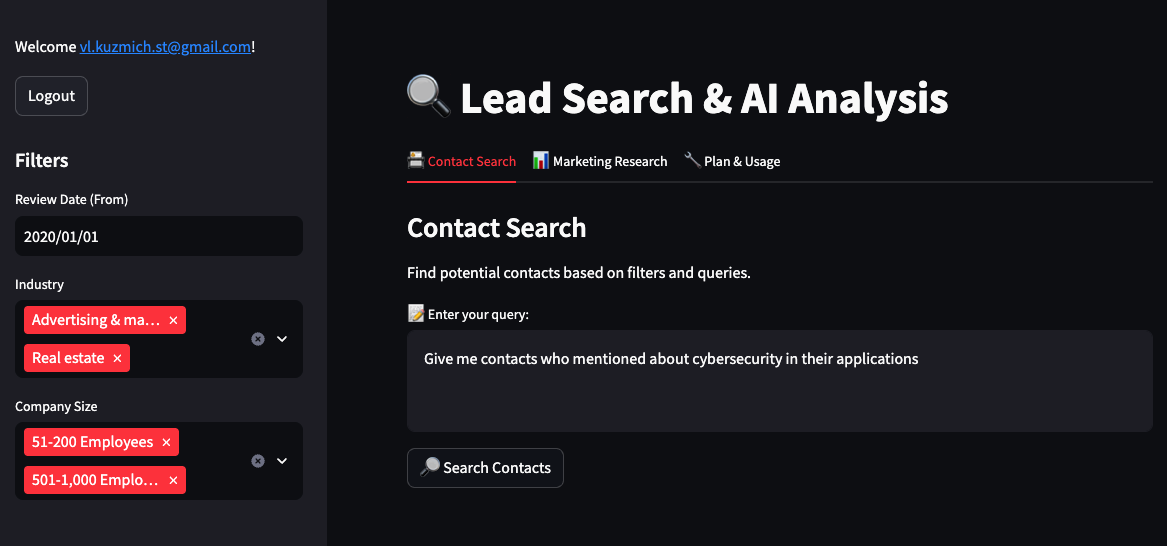 Welcome vl.kuzmich.st@gmail.com!
Logout
Filters
Review Date (From)
2020/01/01
Industry
Advertising & ma... ×
Real estate ×
Company Size
51-200 Employees ×
501-1,000 Emplo... ×
Lead Search & AI Analysis
Contact Search Marketing Research Plan & Usage
Contact Search
Find potential contacts based on filters and queries.
Enter your query:
Give me contacts who mentioned about cybersecurity in their applications
Search Contacts